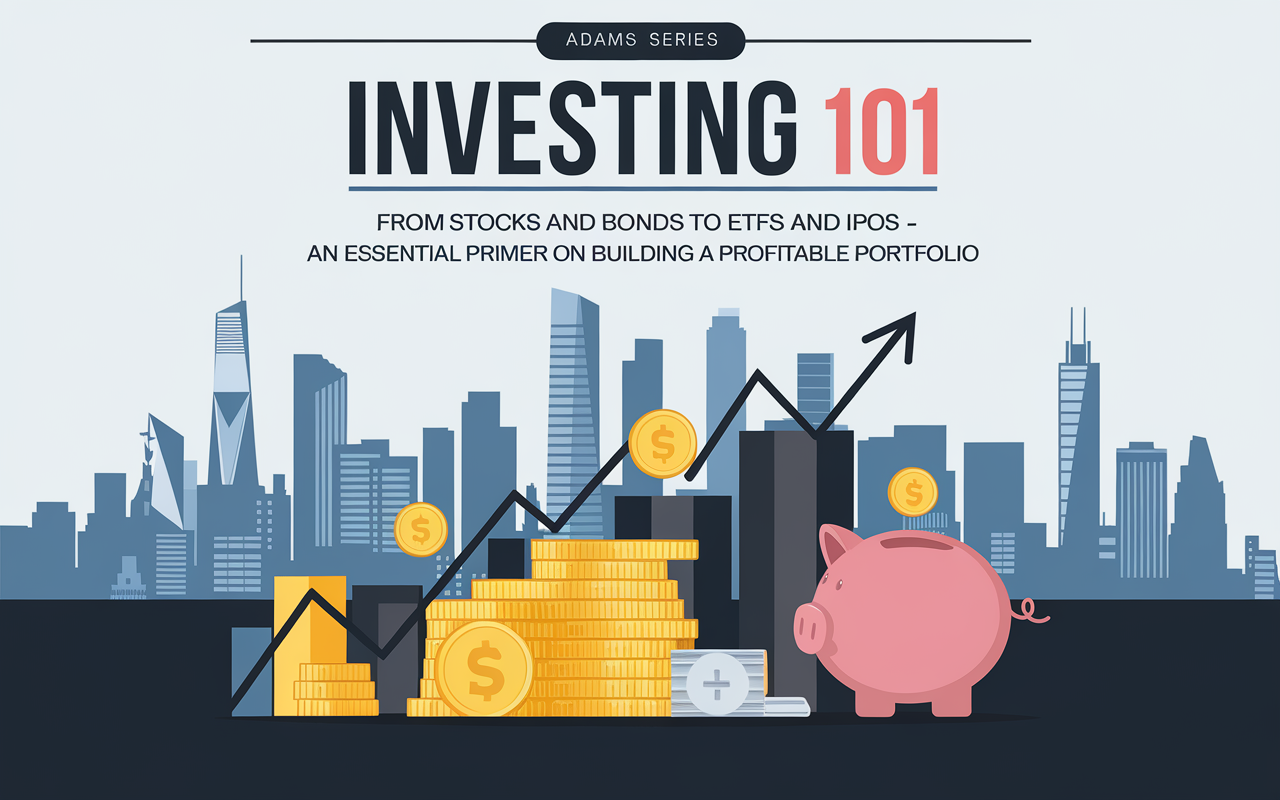 ADAMS SERIES
INVESTING 101
FROM STOCKS AND BONDS TO ETFS AND IPOS –
AN ESSENTIAL PRIMER ON BUILDING A PROFITABLE PORTFOLIO
$
$
$
$
+